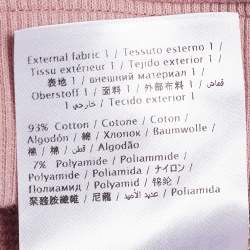 External fabric 1 / Tessuto esterno 1 /
Tissu extérieur 1 / Tejido exterior 1 /
表地 1 / внешний материал 1 /
Oberstoff 1 / 面料 1 / 外側 1 / قماش
خارجي 1 / Tecido exterior 1
93% Cotton / Cotone / Coton /
Algodón / 綿 / Хлопок / Baumwolle /
棉 / 棉 / قطن / Algodão
7% Polyamide / Poliammide /
Polyamide / Poliamida / ナイロン /
Полиамид / Polyamid / 锦纶 /
聚醯胺纖維 / 尼龍 / عديد الأميد / Poliamida